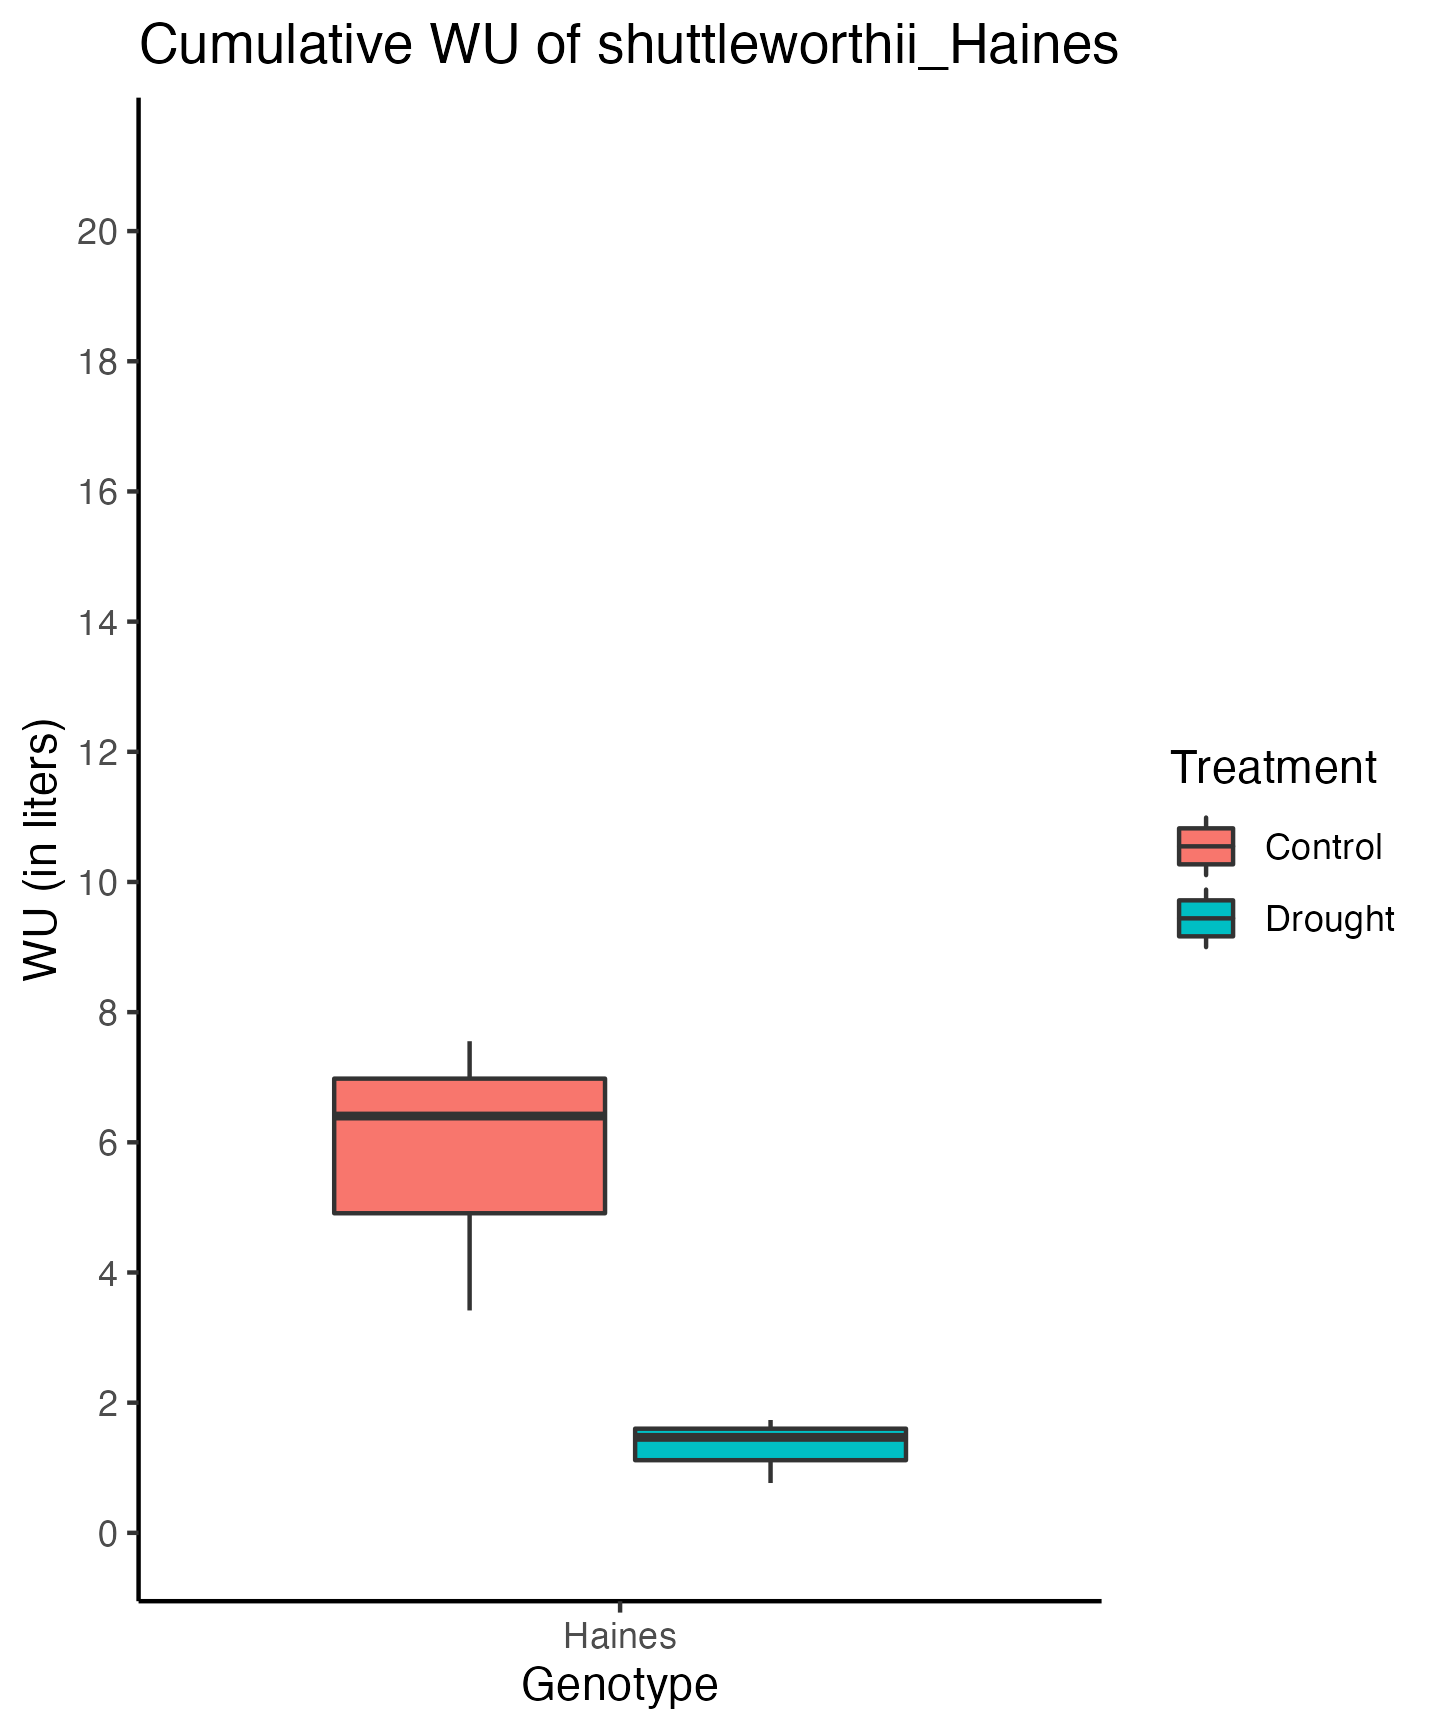 Cumulative WU of shuttleworthii_Haines
20
18
16
14
12
10
8
6
4
2
0
WU (in liters)
Haines
Genotype
Treatment
Control
Drought